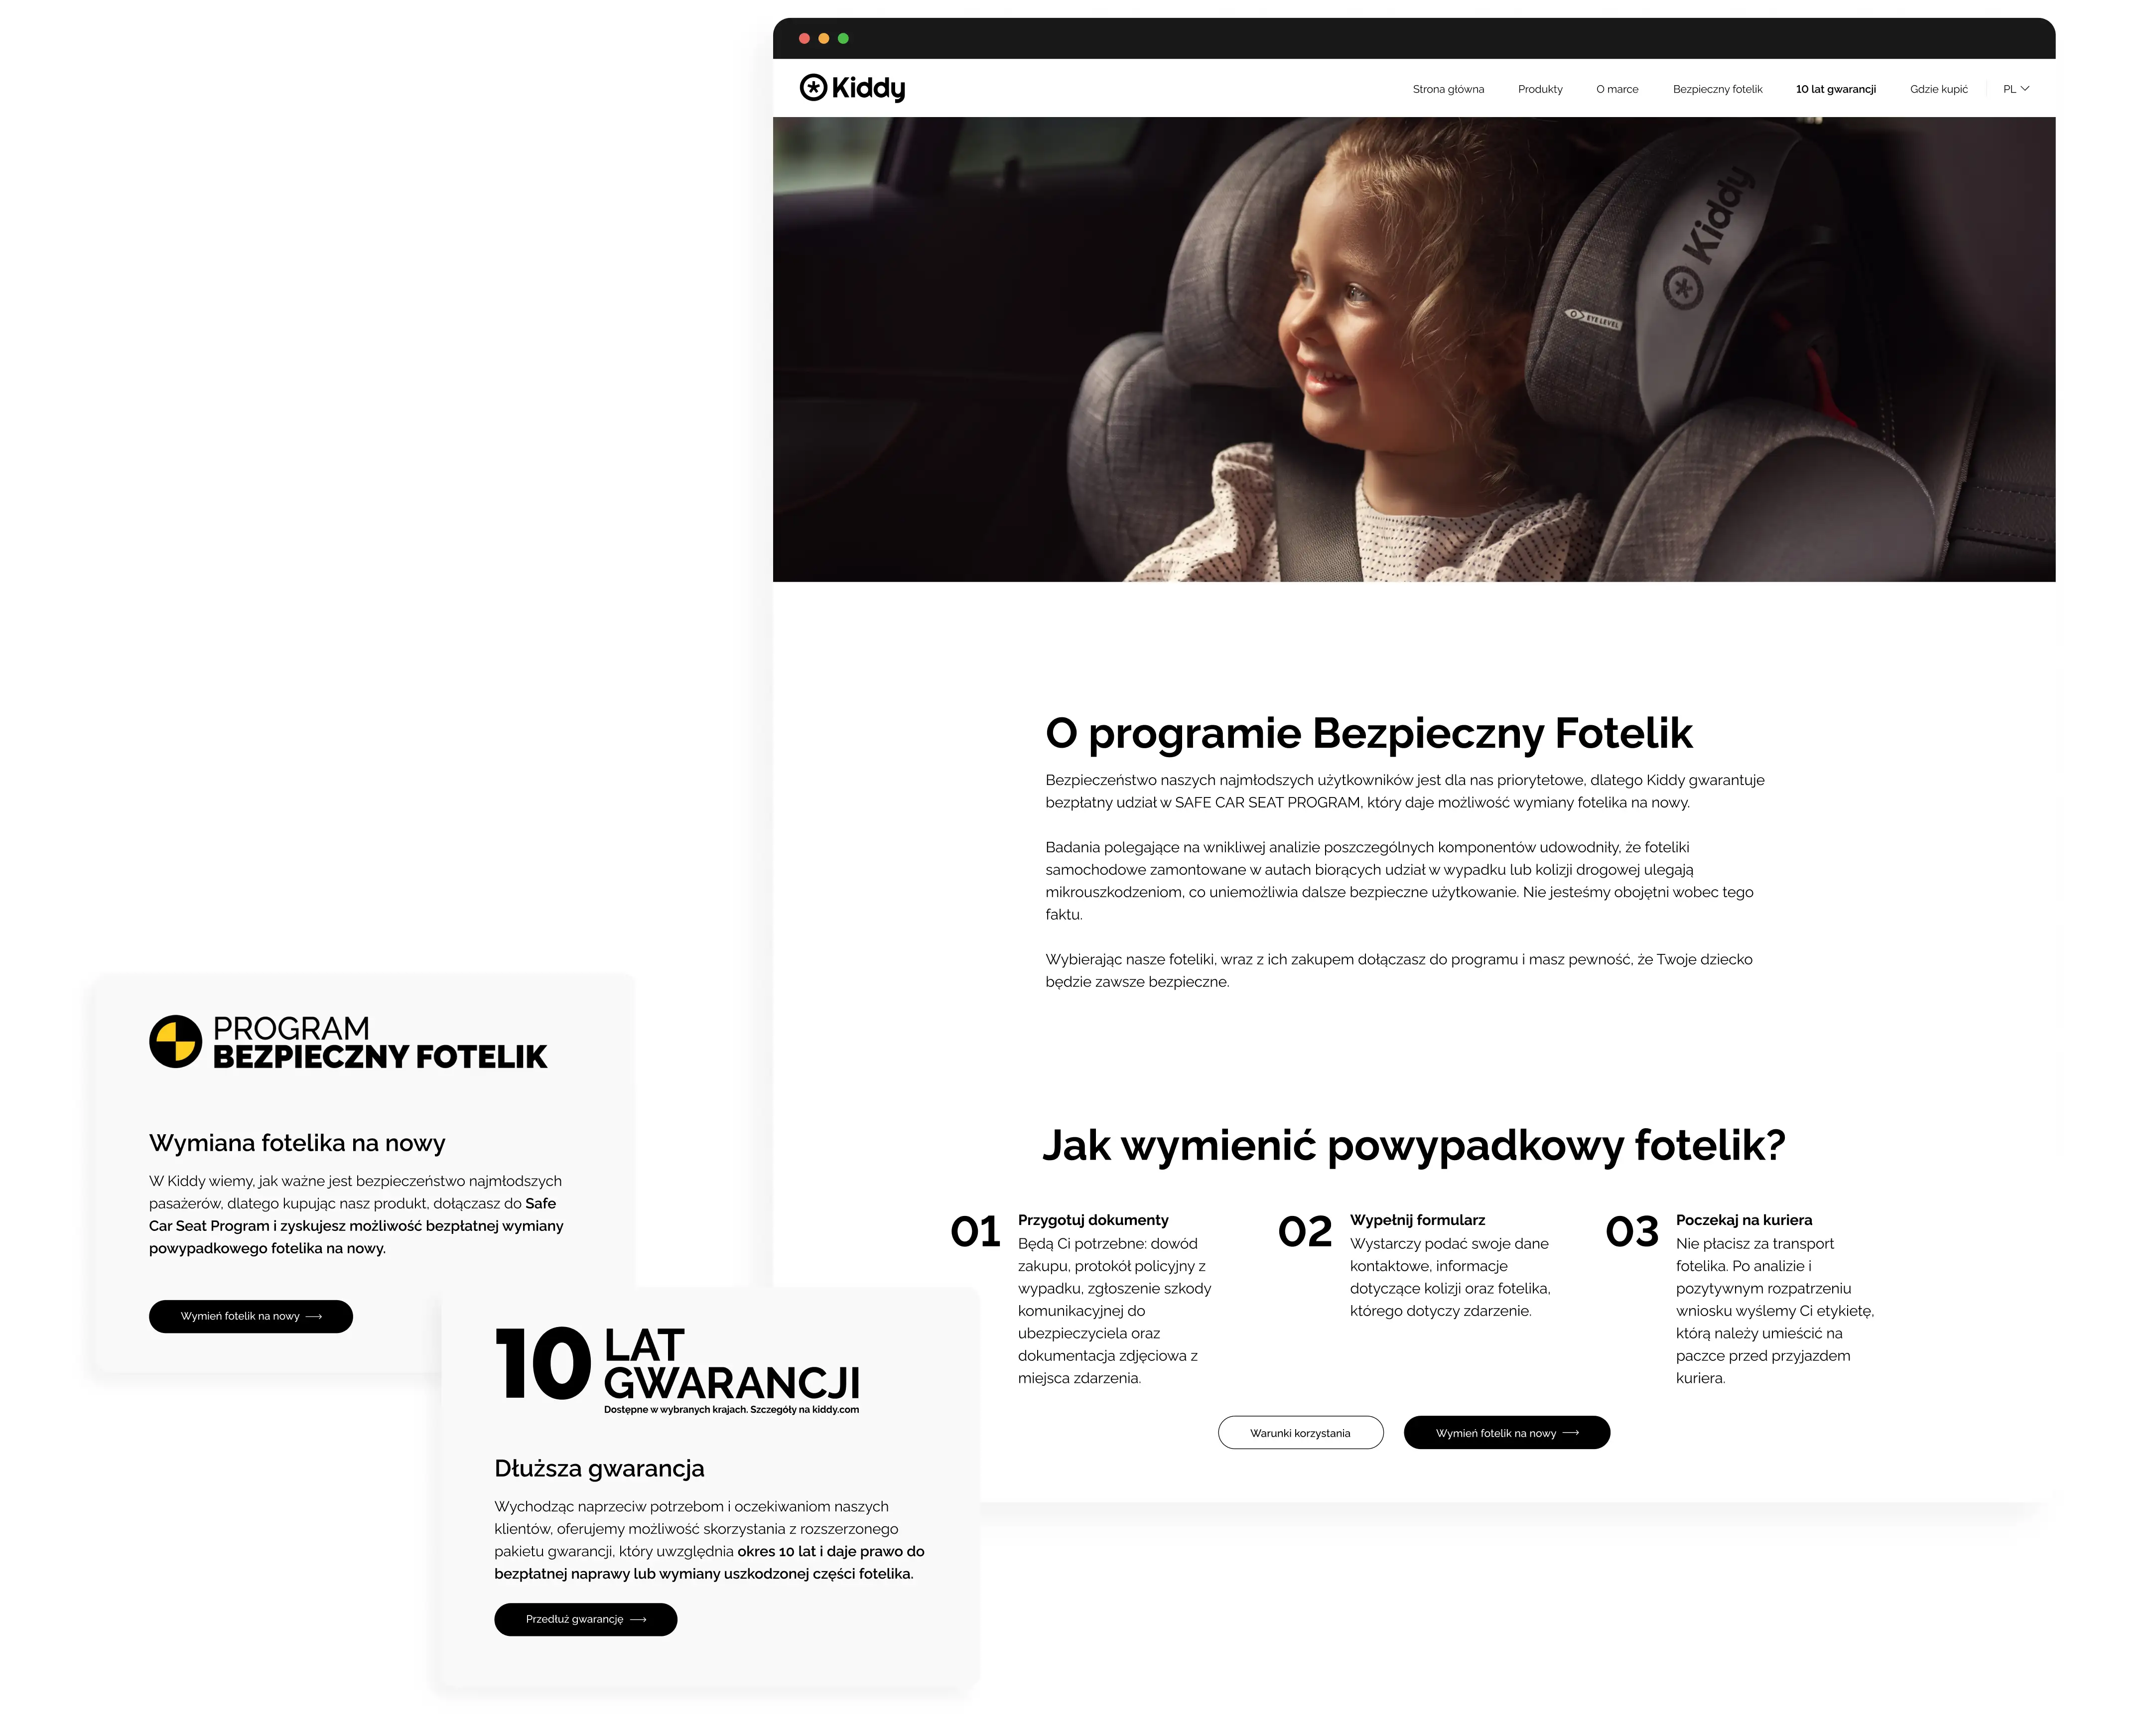 Kiddy
Strona główna
Produkty
O marce
Bezpieczny fotelik
10 lat gwarancji
Gdzie kupić
PL
Kiddy
EYE LEVEL
O programie Bezpieczny Fotelik
Bezpieczeństwo naszych najmłodszych użytkowników jest dla nas priorytetowe, dlatego Kiddy gwarantuje
bezpłatny udział w SAFE CAR SEAT PROGRAM, który daje możliwość wymiany fotelika na nowy.
Badania polegające na wnikliwej analizie poszczególnych komponentów udowodniły, że foteliki
samochodowe zamontowane w autach biorących udział w wypadku lub kolizji drogowej ulegają
mikrouszkodzeniom, co uniemożliwia dalsze bezpieczne użytkowanie. Nie jesteśmy obojętni wobec tego
faktu.
Wybierając nasze foteliki, wraz z ich zakupem dołączasz do programu i masz pewność, że Twoje dziecko
będzie zawsze bezpieczne.
Jak wymienić powypadkowy fotelik?
01
Przygotuj dokumenty
Będą Ci potrzebne: dowód
zakupu, protokół policyjny z
wypadku, zgłoszenie szkody
komunikacyjnej do
ubezpieczyciela oraz
dokumentacja zdjęciowa z
miejsca zdarzenia.
02
Wypełnij formularz
Wystarczy podać swoje dane
kontaktowe, informacje
dotyczące kolizji oraz fotelika,
którego dotyczy zdarzenie.
03
Poczekaj na kuriera
Nie płacisz za transport
fotelika. Po analizie i
pozytywnym rozpatrzeniu
wniosku wyślemy Ci etykietę,
którą należy umieścić na
paczce przed przyjazdem
kuriera.
Warunki korzystania
Wymień fotelik na nowy
PROGRAM
BEZPIECZNY FOTELIK
Wymiana fotelika na nowy
W Kiddy wiemy, jak ważne jest bezpieczeństwo najmłodszych
pasażerów, dlatego kupując nasz produkt, dołączasz do Safe
Car Seat Program i zyskujesz możliwość bezpłatnej wymiany
powypadkowego fotelika na nowy.
Wymień fotelik na nowy
10 LAT
GWARANCJI
Dostępne w wybranych krajach. Szczegóły na kiddy.com
Dłuższa gwarancja
Wychodząc naprzeciw potrzebom i oczekiwaniom naszych
klientów, oferujemy możliwość skorzystania z rozszerzonego
pakietu gwarancji, który uwzględnia okres 10 lat i daje prawo do
bezpłatnej naprawy lub wymiany uszkodzonej części fotelika.
Przedłuż gwarancję